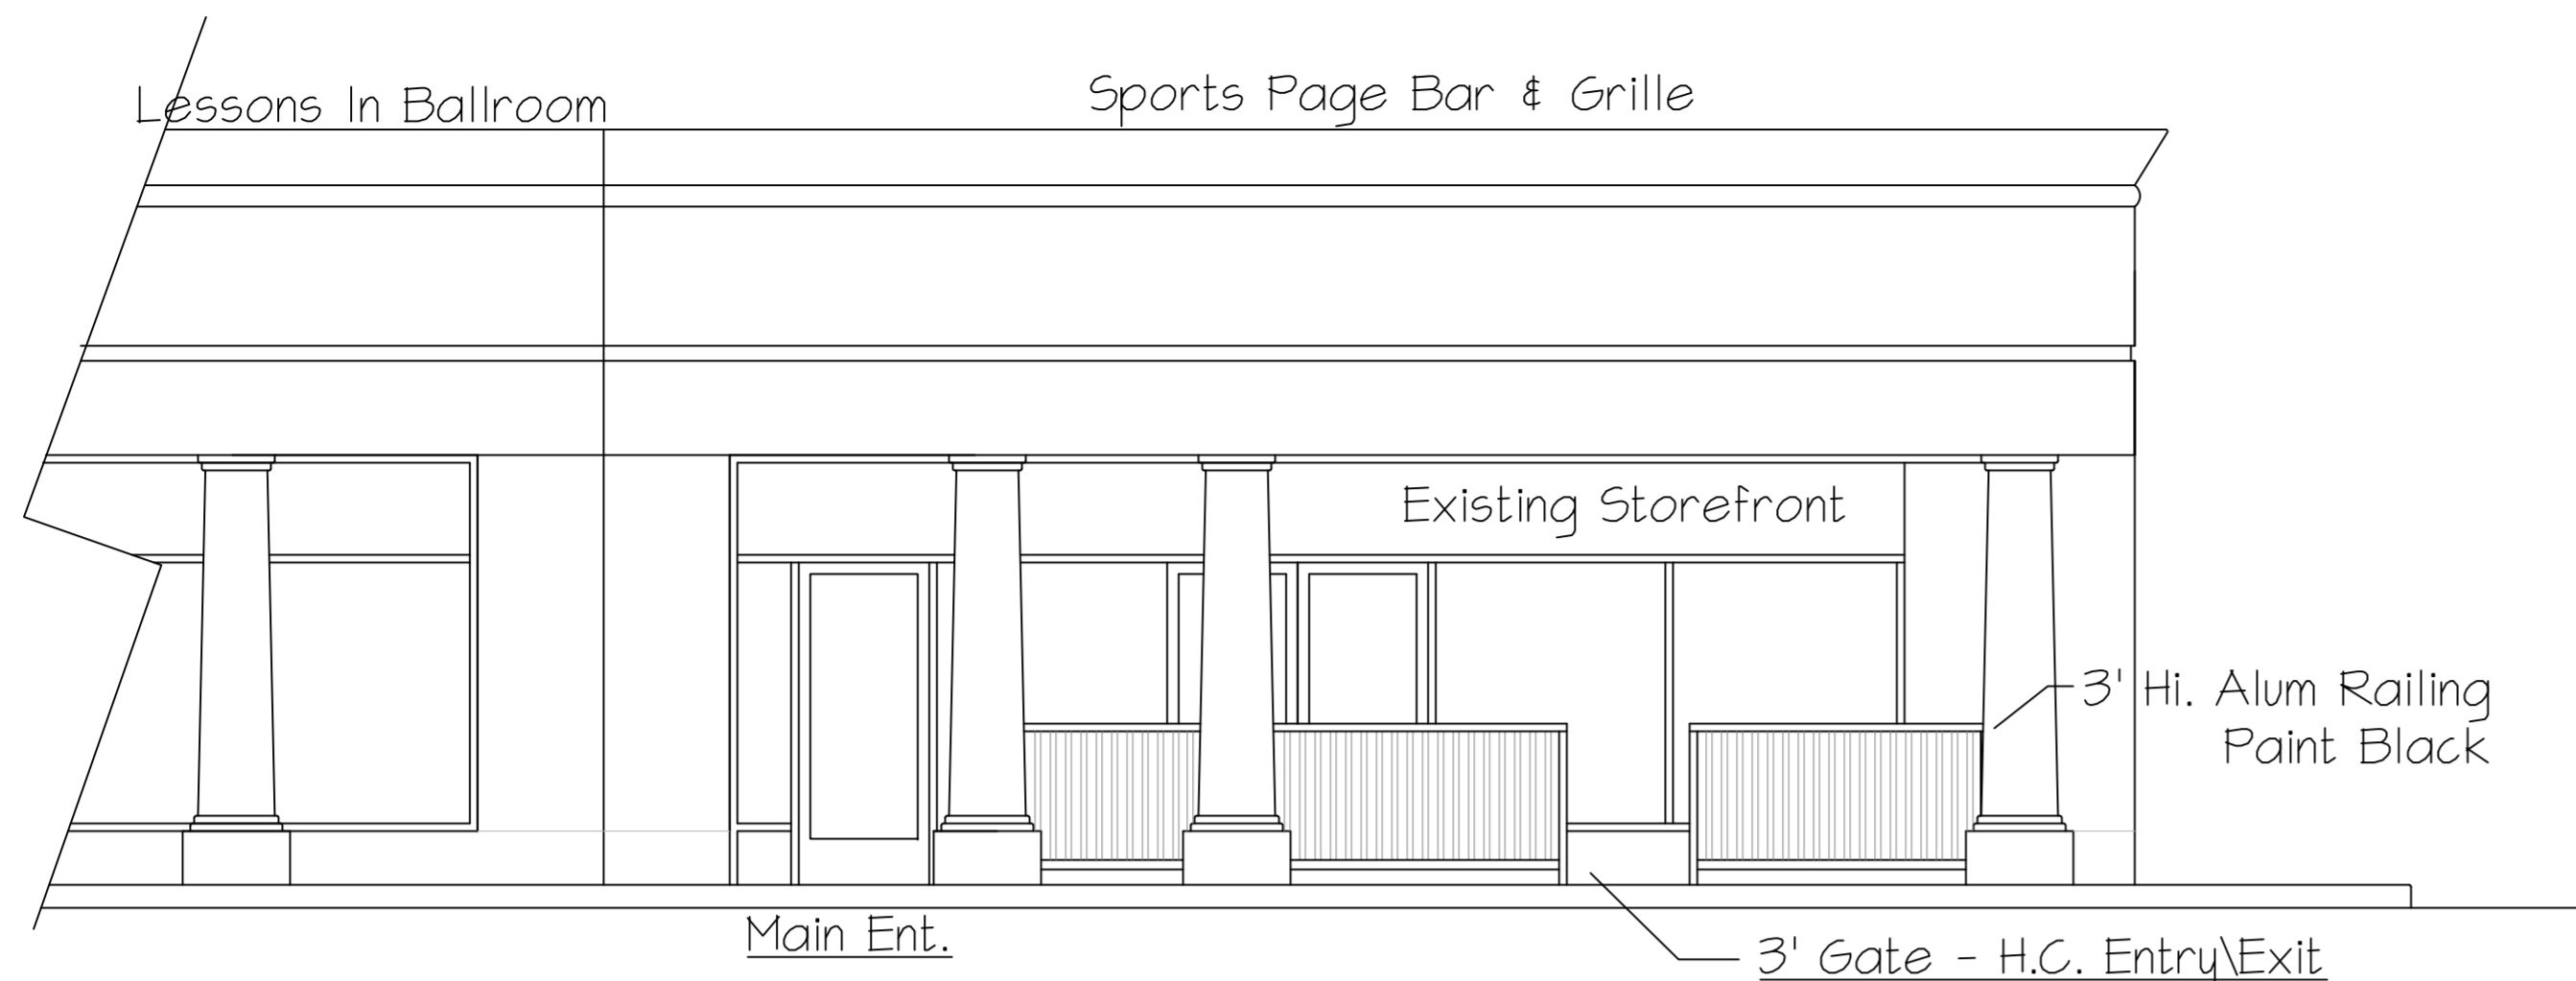 Lessons In Ballroom
Sports Page Bar & Grille
Existing Storefront
3' Hi. Alum Railing
Paint Black
Main Ent.
3' Gate - H.C. Entry\Exit